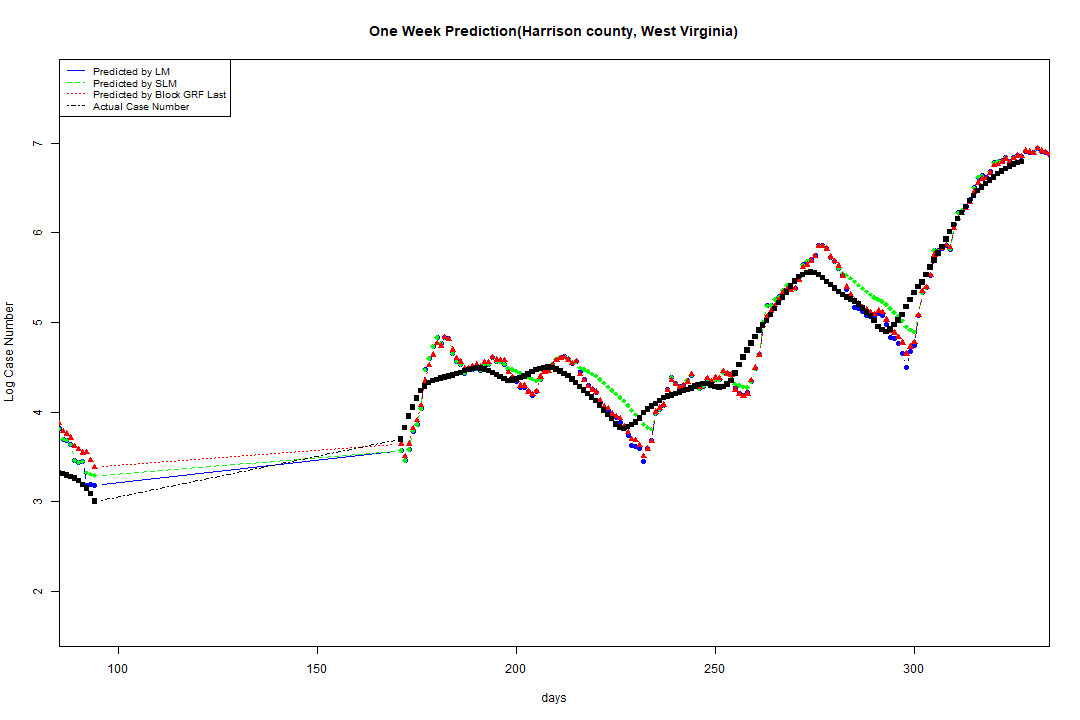 One Week Prediction(Harrison county, West Virginia)
Predicted by LM
Predicted by SLM
Predicted by Block GRF Last
Actual Case Number
7
6
5
4
3
2
Log Case Number
100 150 200 250 300
days